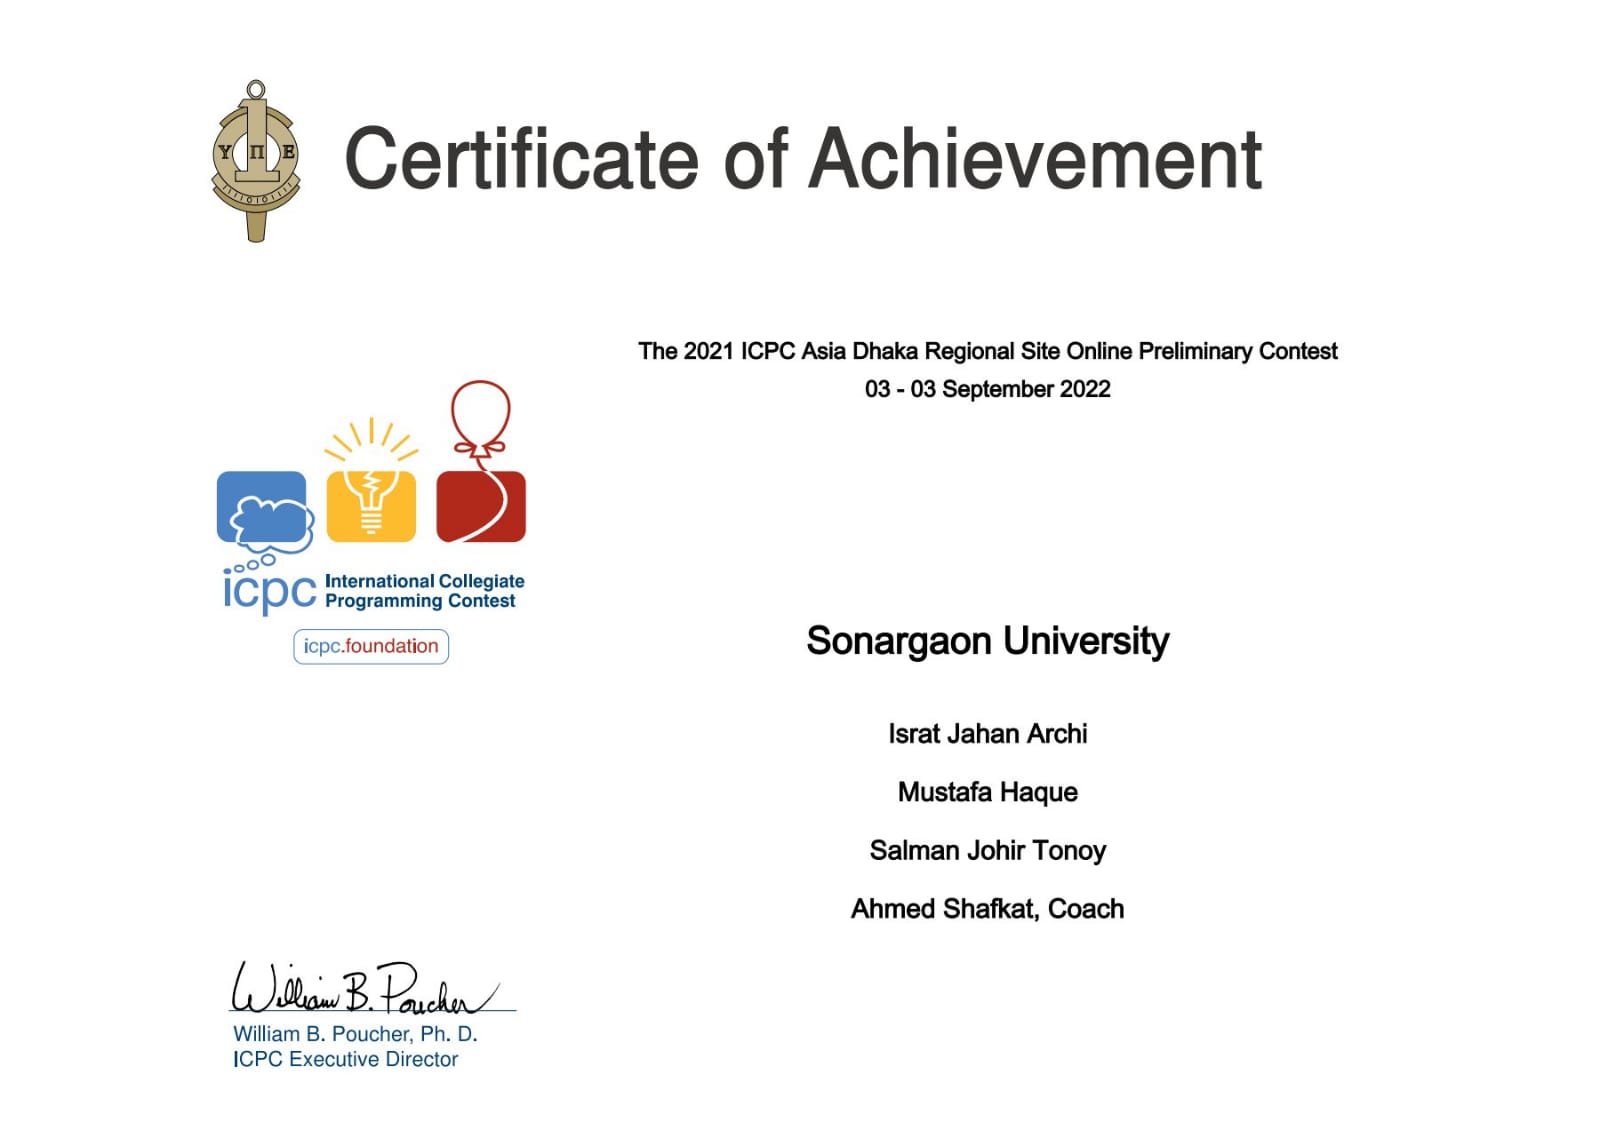 Υ Π Ε
Certificate of Achievement
The 2021 ICPC Asia Dhaka Regional Site Online Preliminary Contest
03 - 03 September 2022
icpc International Collegiate
Programming Contest
icpc.foundation
Sonargaon University
Israt Jahan Archi
Mustafa Haque
Salman Johir Tonoy
Ahmed Shafkat, Coach
William B. Poucher
William B. Poucher, Ph. D.
ICPC Executive Director